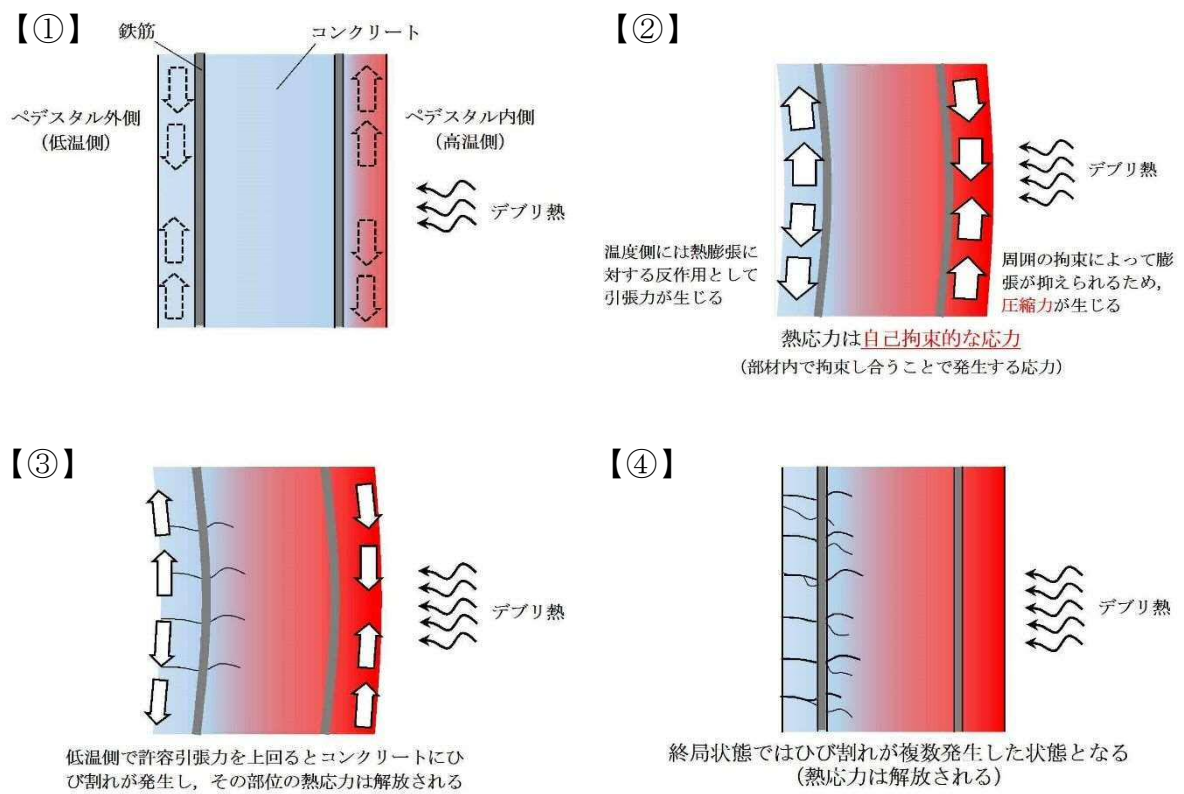 【①】
鉄筋
コンクリート
ペデスタル外側
(低温側)
ペデスタル内側
(高温側)
デブリ熱
【②】
デブリ熱
温度側には熱膨張に
対する反作用として
引張力が生じる
周囲の拘束によって膨
張が抑えられるため，
圧縮力が生じる
熱応力は自己拘束的な応力
(部材内で拘束し合うことで発生する応力)
【③】
デブリ熱
低温側で許容引張力を上回るとコンクリートにひ
び割れが発生し，その部位の熱応力は解放される
【④】
デブリ熱
終局状態ではひび割れが複数発生した状態となる
(熱応力は解放される)